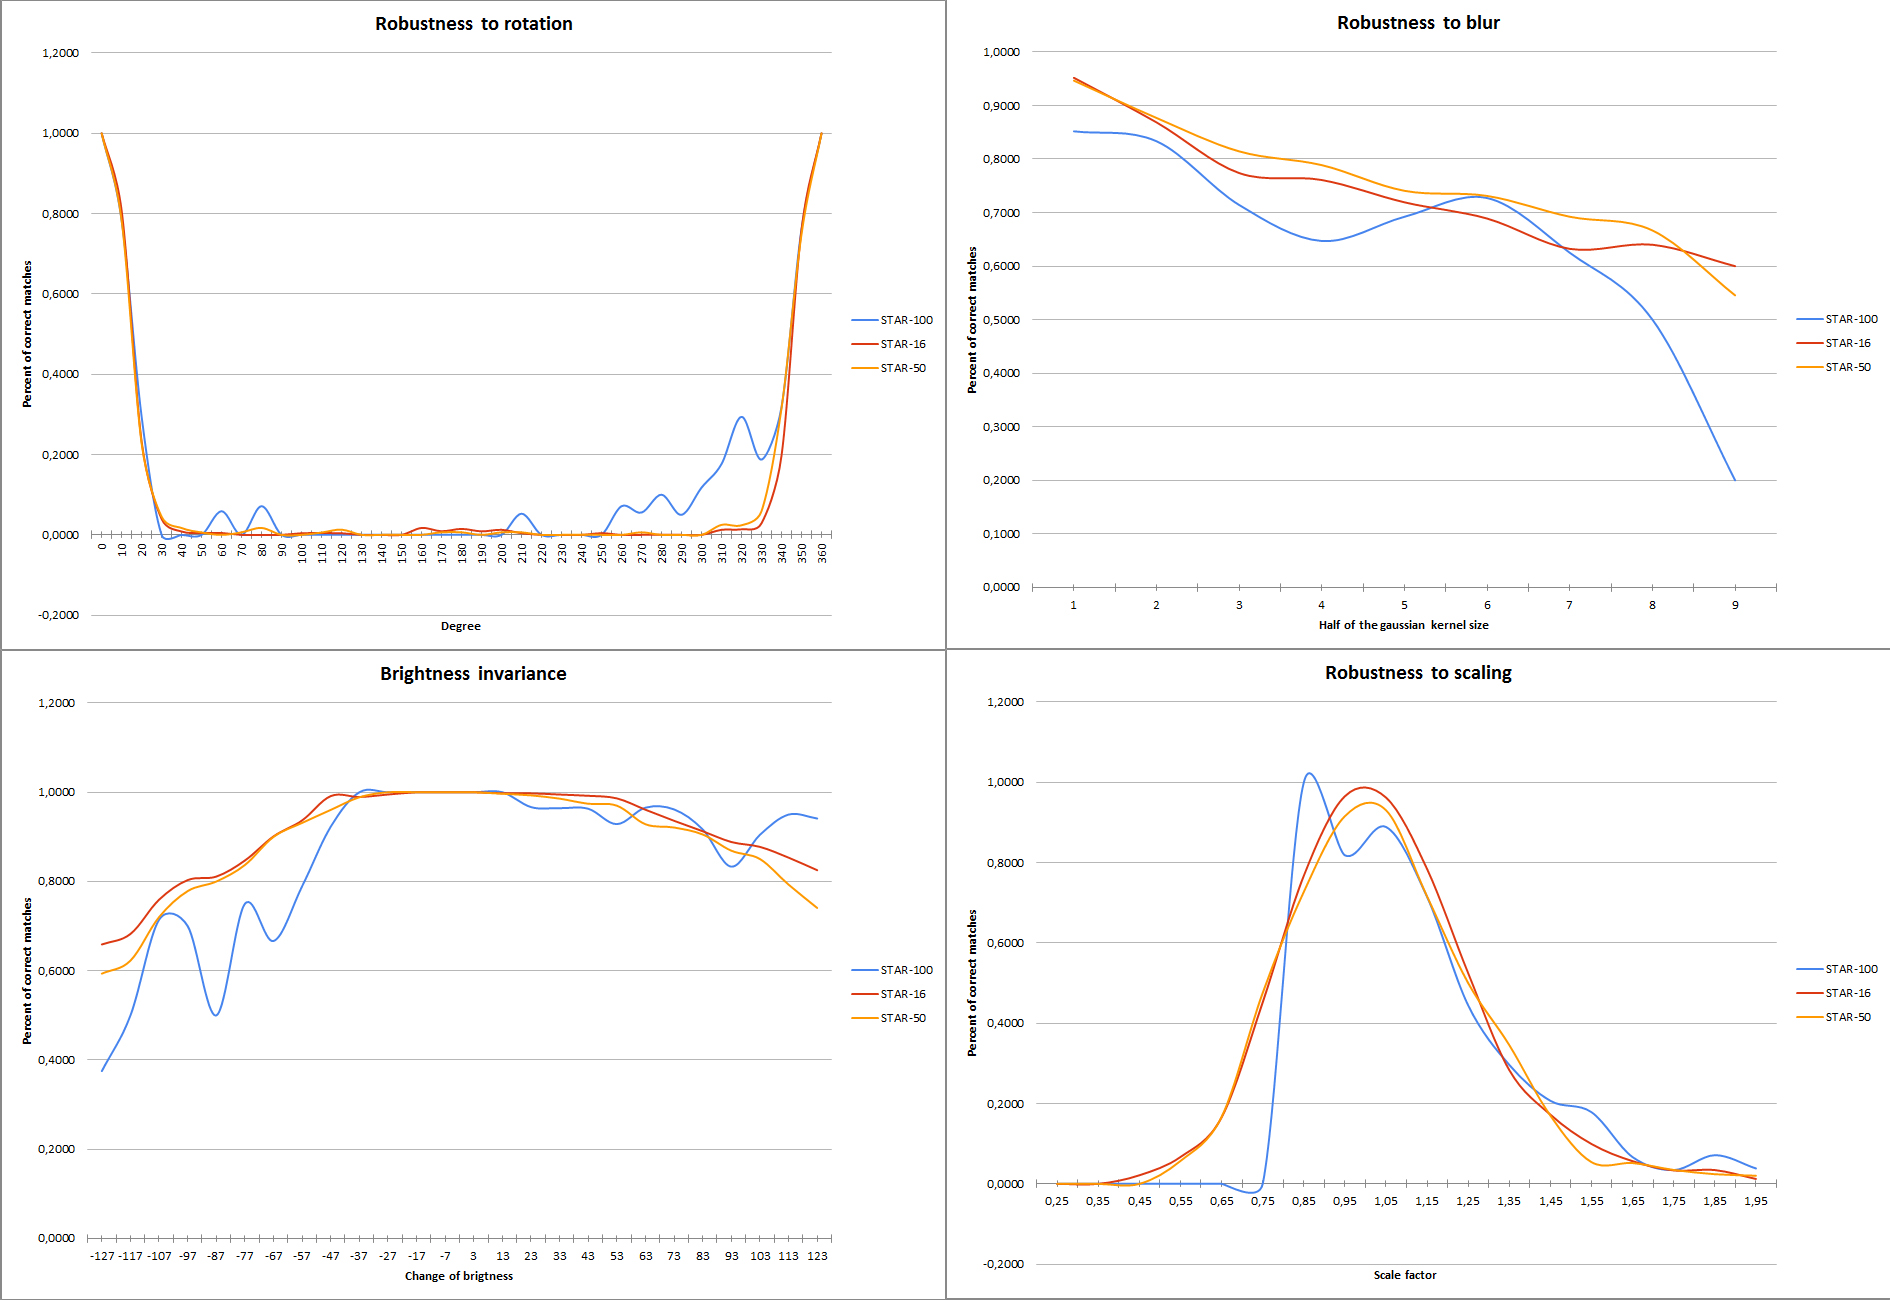 Robustness to rotation
1,2000
1,0000
0,8000
0,6000
0,4000
0,2000
0,0000
-0,2000
Percent of correct matches
0 10 20 30 40 50 60 70 80 90 100 110 120 130 140 150 160 170 180 190 200 210 220 230 240 250 260 270 280 290 300 310 320 330 340 350 360
Degree
STAR-100
STAR-16
STAR-50
Robustness to blur
1,0000
0,9000
0,8000
0,7000
0,6000
0,5000
0,4000
0,3000
0,2000
0,1000
0,0000
Percent of correct matches
1 2 3 4 5 6 7 8 9
Half of the gaussian kernel size
STAR-100
STAR-16
STAR-50
Brightness invariance
1,2000
1,0000
0,8000
0,6000
0,4000
0,2000
0,0000
Percent of correct matches
-127 -117 -107 -97 -87 -77 -67 -57 -47 -37 -27 -17 -7 3 13 23 33 43 53 63 73 83 93 103 113 123
Change of brigtness
STAR-100
STAR-16
STAR-50
Robustness to scaling
1,2000
1,0000
0,8000
0,6000
0,4000
0,2000
0,0000
-0,2000
Percent of correct matches
0,25 0,35 0,45 0,55 0,65 0,75 0,85 0,95 1,05 1,15 1,25 1,35 1,45 1,55 1,65 1,75 1,85 1,95
Scale factor
STAR-100
STAR-16
STAR-50